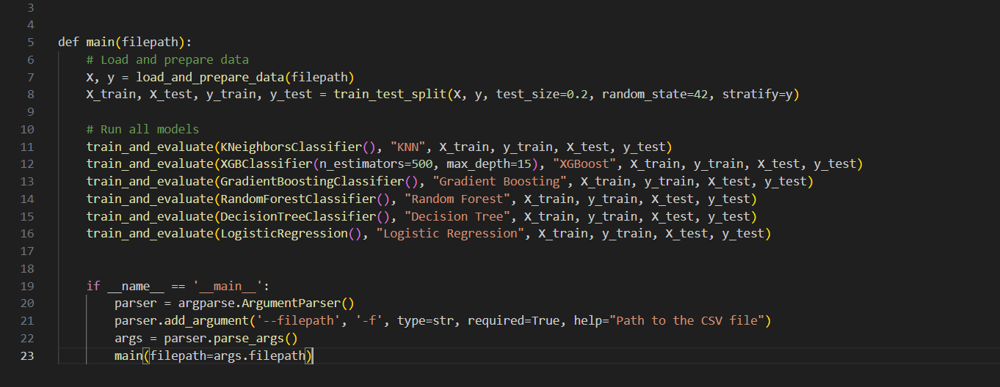 3
4
5 def main(filepath):
6     # Load and prepare data
7     X, y = load_and_prepare_data(filepath)
8     X_train, X_test, y_train, y_test = train_test_split(X, y, test_size=0.2, random_state=42, stratify=y)
9
10     # Run all models
11     train_and_evaluate(KNeighborsClassifier(), "KNN", X_train, y_train, X_test, y_test)
12     train_and_evaluate(XGBClassifier(n_estimators=500, max_depth=15), "XGBoost", X_train, y_train, X_test, y_test)
13     train_and_evaluate(GradientBoostingClassifier(), "Gradient Boosting", X_train, y_train, X_test, y_test)
14     train_and_evaluate(RandomForestClassifier(), "Random Forest", X_train, y_train, X_test, y_test)
15     train_and_evaluate(DecisionTreeClassifier(), "Decision Tree", X_train, y_train, X_test, y_test)
16     train_and_evaluate(LogisticRegression(), "Logistic Regression", X_train, y_train, X_test, y_test)
17
18
19     if __name__ == '__main__':
20         parser = argparse.ArgumentParser()
21         parser.add_argument('--filepath', '-f', type=str, required=True, help="Path to the CSV file")
22         args = parser.parse_args()
23         main(filepath=args.filepath)